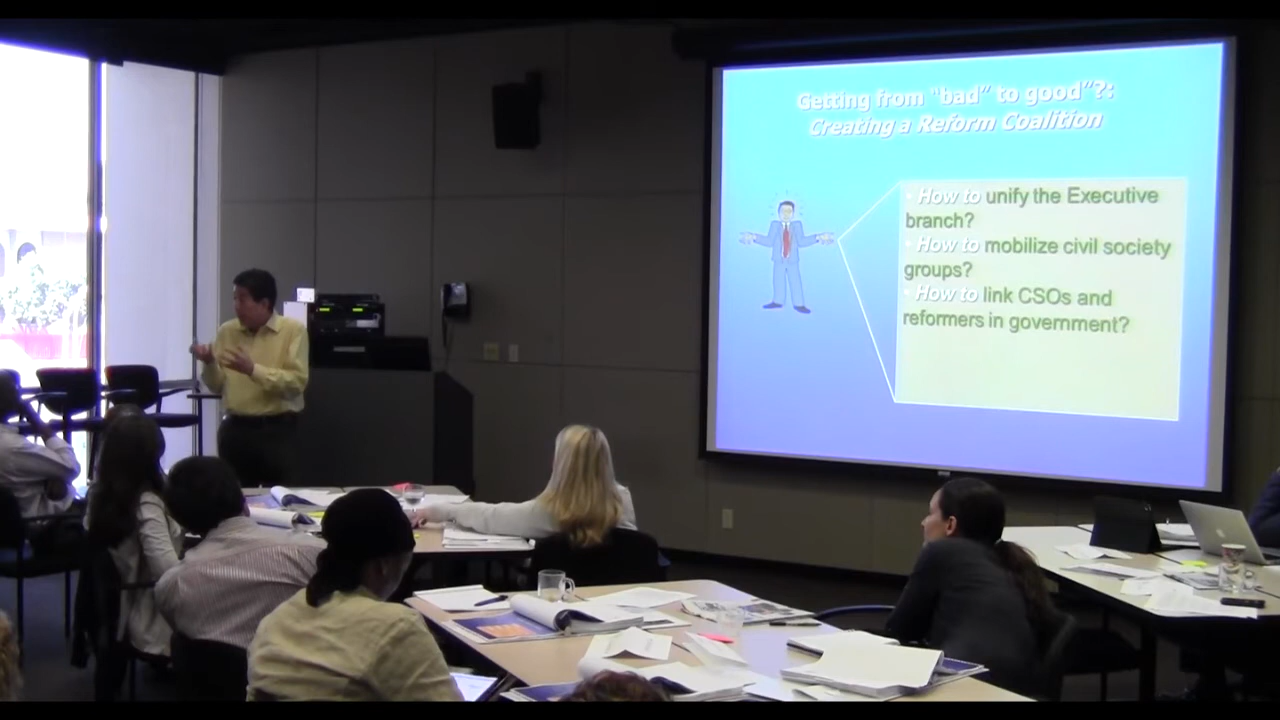 Getting from "bad" to good"?:
Creating a Reform Coalition
• How to unify the Executive
branch?
• How to mobilize civil society
groups?
• How to link CSOs and
reformers in government?